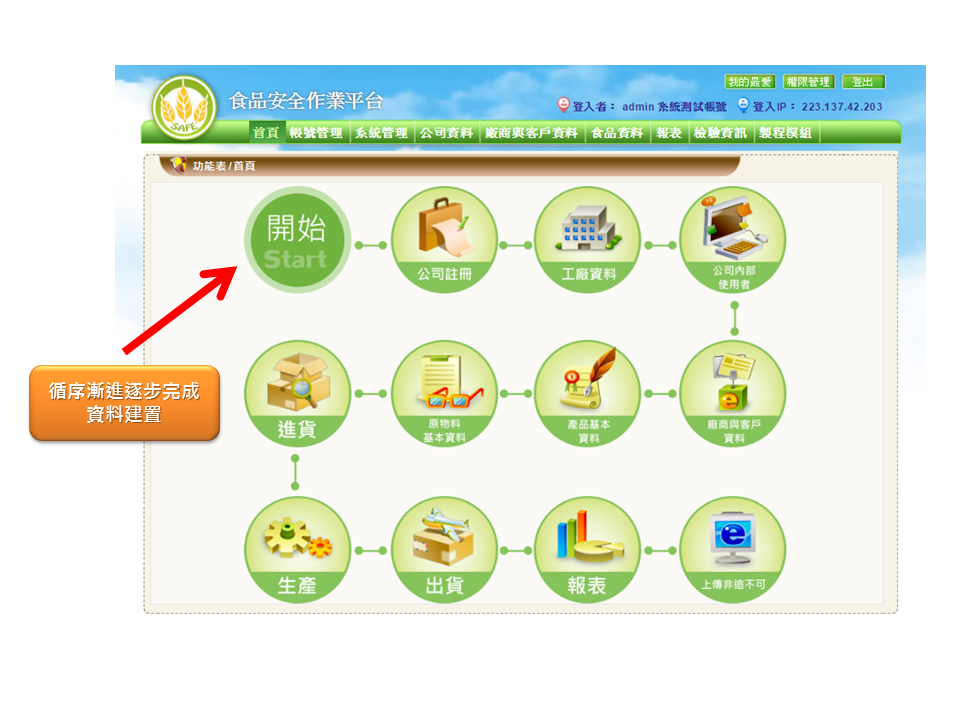 我的最愛 權限管理 登出
食品安全作業平台
SAFE
登入者： admin 系統測試帳號 登入IP： 223.137.42.203
首頁 帳號管理 系統管理 公司資料 廠商與客戶資料 食品資料 報表 檢驗資訊 製程模組
功能表/首頁
開始
Start
公司註冊
工廠資料
公司內部
使用者
循序漸進逐步完成
資料建置
進貨
原物料
基本資料
產品基本
資料
廠商與客戶
資料
生產
出貨
報表
上傳非追不可